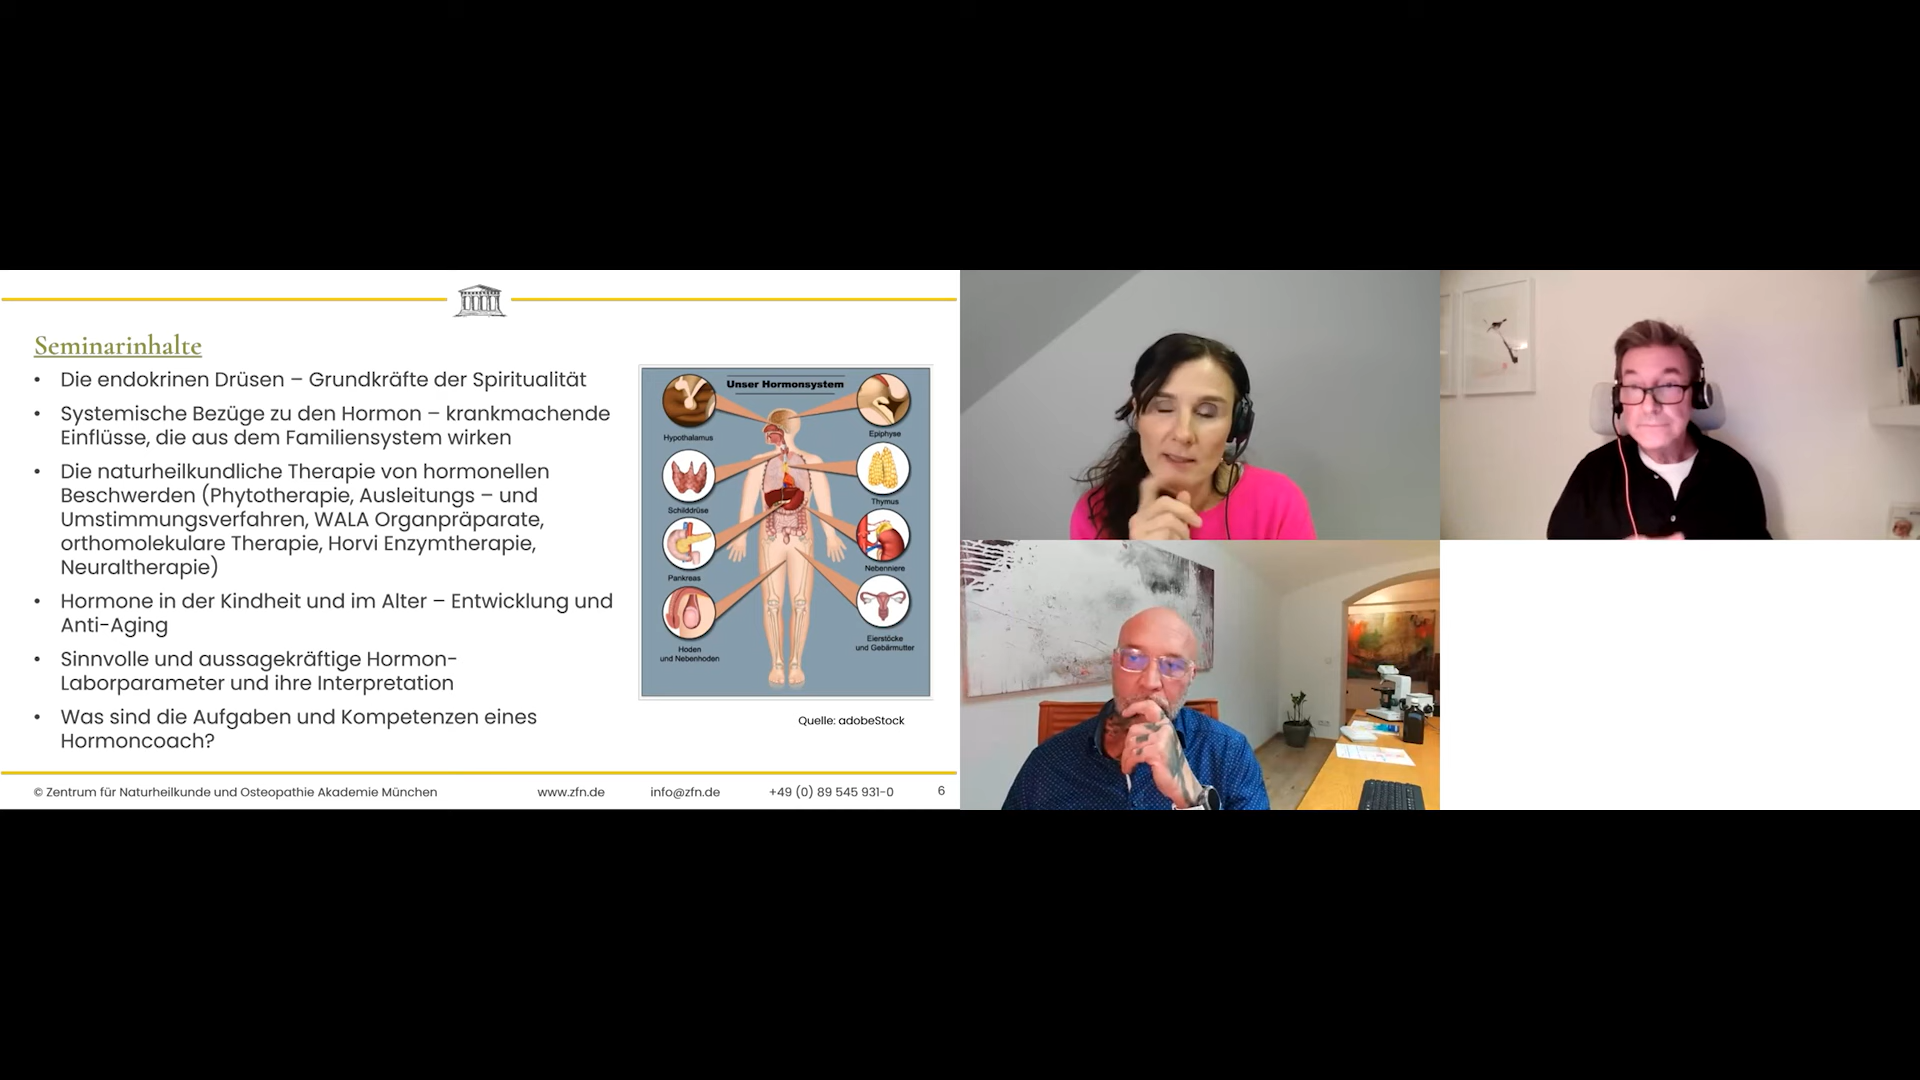 Seminarinhalte
• Die endokrinen Drüsen – Grundkräfte der Spiritualität
• Systemische Bezüge zu den Hormon – krankmachende
Einflüsse, die aus dem Familiensystem wirken
• Die naturheilkundliche Therapie von hormonellen
Beschwerden (Phytotherapie, Ausleitungs – und
Umstimmungsverfahren, WALA Organpräparate,
orthomolekulare Therapie, Horvi Enzymtherapie,
Neuraltherapie)
• Hormone in der Kindheit und im Alter – Entwicklung und
Anti-Aging
• Sinnvolle und aussagekräftige Hormon-
Laborparameter und ihre Interpretation
• Was sind die Aufgaben und Kompetenzen eines
Hormoncoach?
Unser Hormonsystem
Hypothalamus
Epiphyse
Schilddrüse
Thymus
Pankreas
Nebenniere
Hoden
und Nebenhoden
Eierstöcke
und Gebärmutter
Quelle: adobeStock
© Zentrum für Naturheilkunde und Osteopathie Akademie München
www.zfn.de
info@zfn.de
+49 (0) 89 545 931-0
6